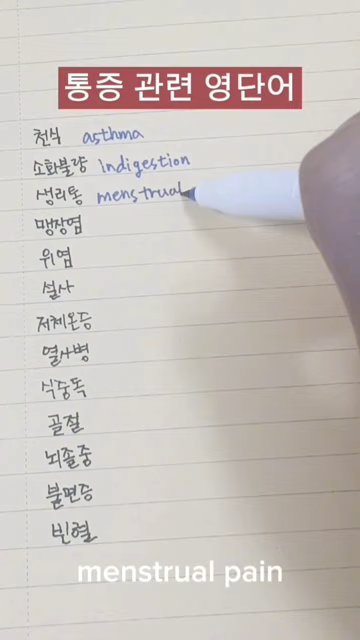 통증 관련 영단어
천식 asthma
소화불량 indigestion
생리통 menstrual
맹장염
위염
설사
저체온증
열사병
식중독
골절
뇌졸중
불면증
빈혈
menstrual pain